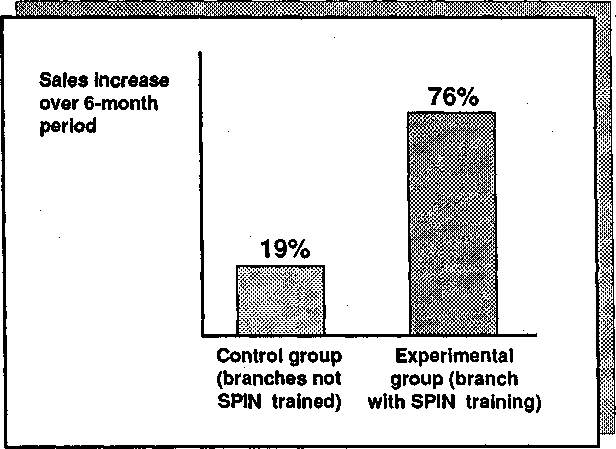 Sales increase
over 6-month
period
76%
19%
Control group
(branches not
SPIN trained)
Experimental
group (branch
with SPIN training)